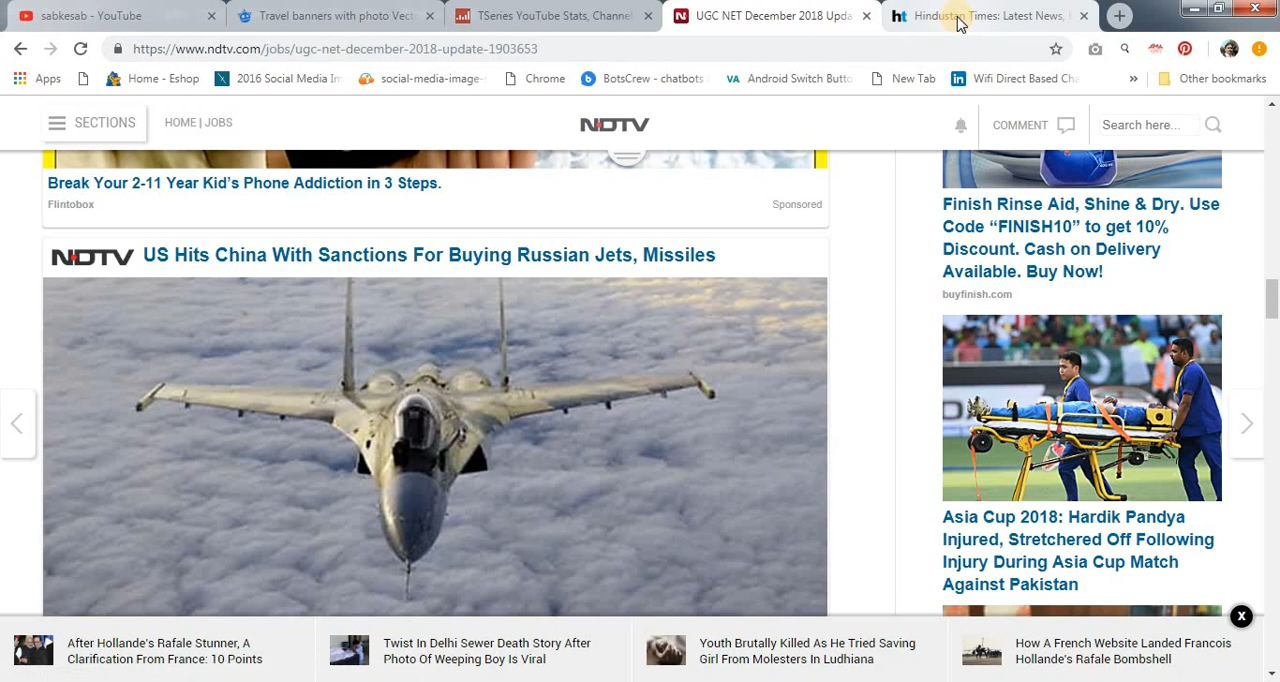 sabkesab - YouTube
Travel banners with photo Vect
TSeries YouTube Stats, Channe
UGC NET December 2018 Upda
ht Hindustan Times: Latest News,
https://www.ndtv.com/jobs/ugc-net-december-2018-update-1903653
Apps
Home - Eshop
2016 Social Media Im
social-media-image-
Chrome
BotsCrew - chatbots
VA Android Switch Butto
New Tab
in Wifi Direct Based Cha
»
Other bookmarks
SECTIONS
HOME | JOBS
NDTV
COMMENT
Search here...
Break Your 2-11 Year Kid's Phone Addiction in 3 Steps.
Flintobox
Sponsored
NDTV US Hits China With Sanctions For Buying Russian Jets, Missiles
Finish Rinse Aid, Shine & Dry. Use
Code “FINISH10” to get 10%
Discount. Cash on Delivery
Available. Buy Now!
buyfinish.com
Asia Cup 2018: Hardik Pandya
Injured, Stretchered Off Following
Injury During Asia Cup Match
Against Pakistan
X
After Hollande's Rafale Stunner, A
Clarification From France: 10 Points
Twist In Delhi Sewer Death Story After
Photo Of Weeping Boy Is Viral
Youth Brutally Killed As He Tried Saving
Girl From Molesters In Ludhiana
How A French Website Landed Francois
Hollande's Rafale Bombshell